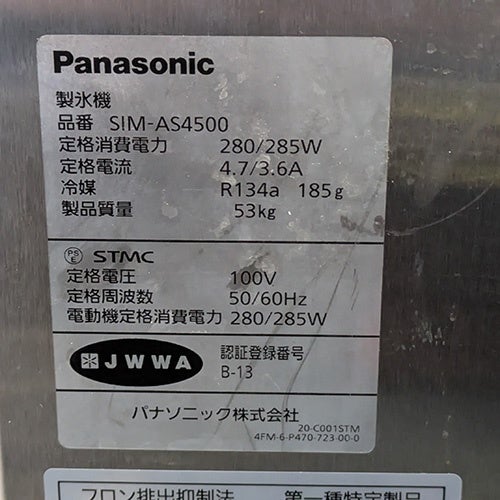 Panasonic
製氷機
品番 SIM-AS4500
定格消費電力 280/285W
定格電流 4.7/3.6A
冷媒 R134a 185g
製品質量 53kg
PSE STMC
定格電圧 100V
定格周波数 50/60Hz
電動機定格消費電力 280/285W
JWWA 認証登録番号
B-13
パナソニック株式会社
20-C001STM
4FM-6-P470-723-00-0
フロン排出抑制法 第一種特定製品